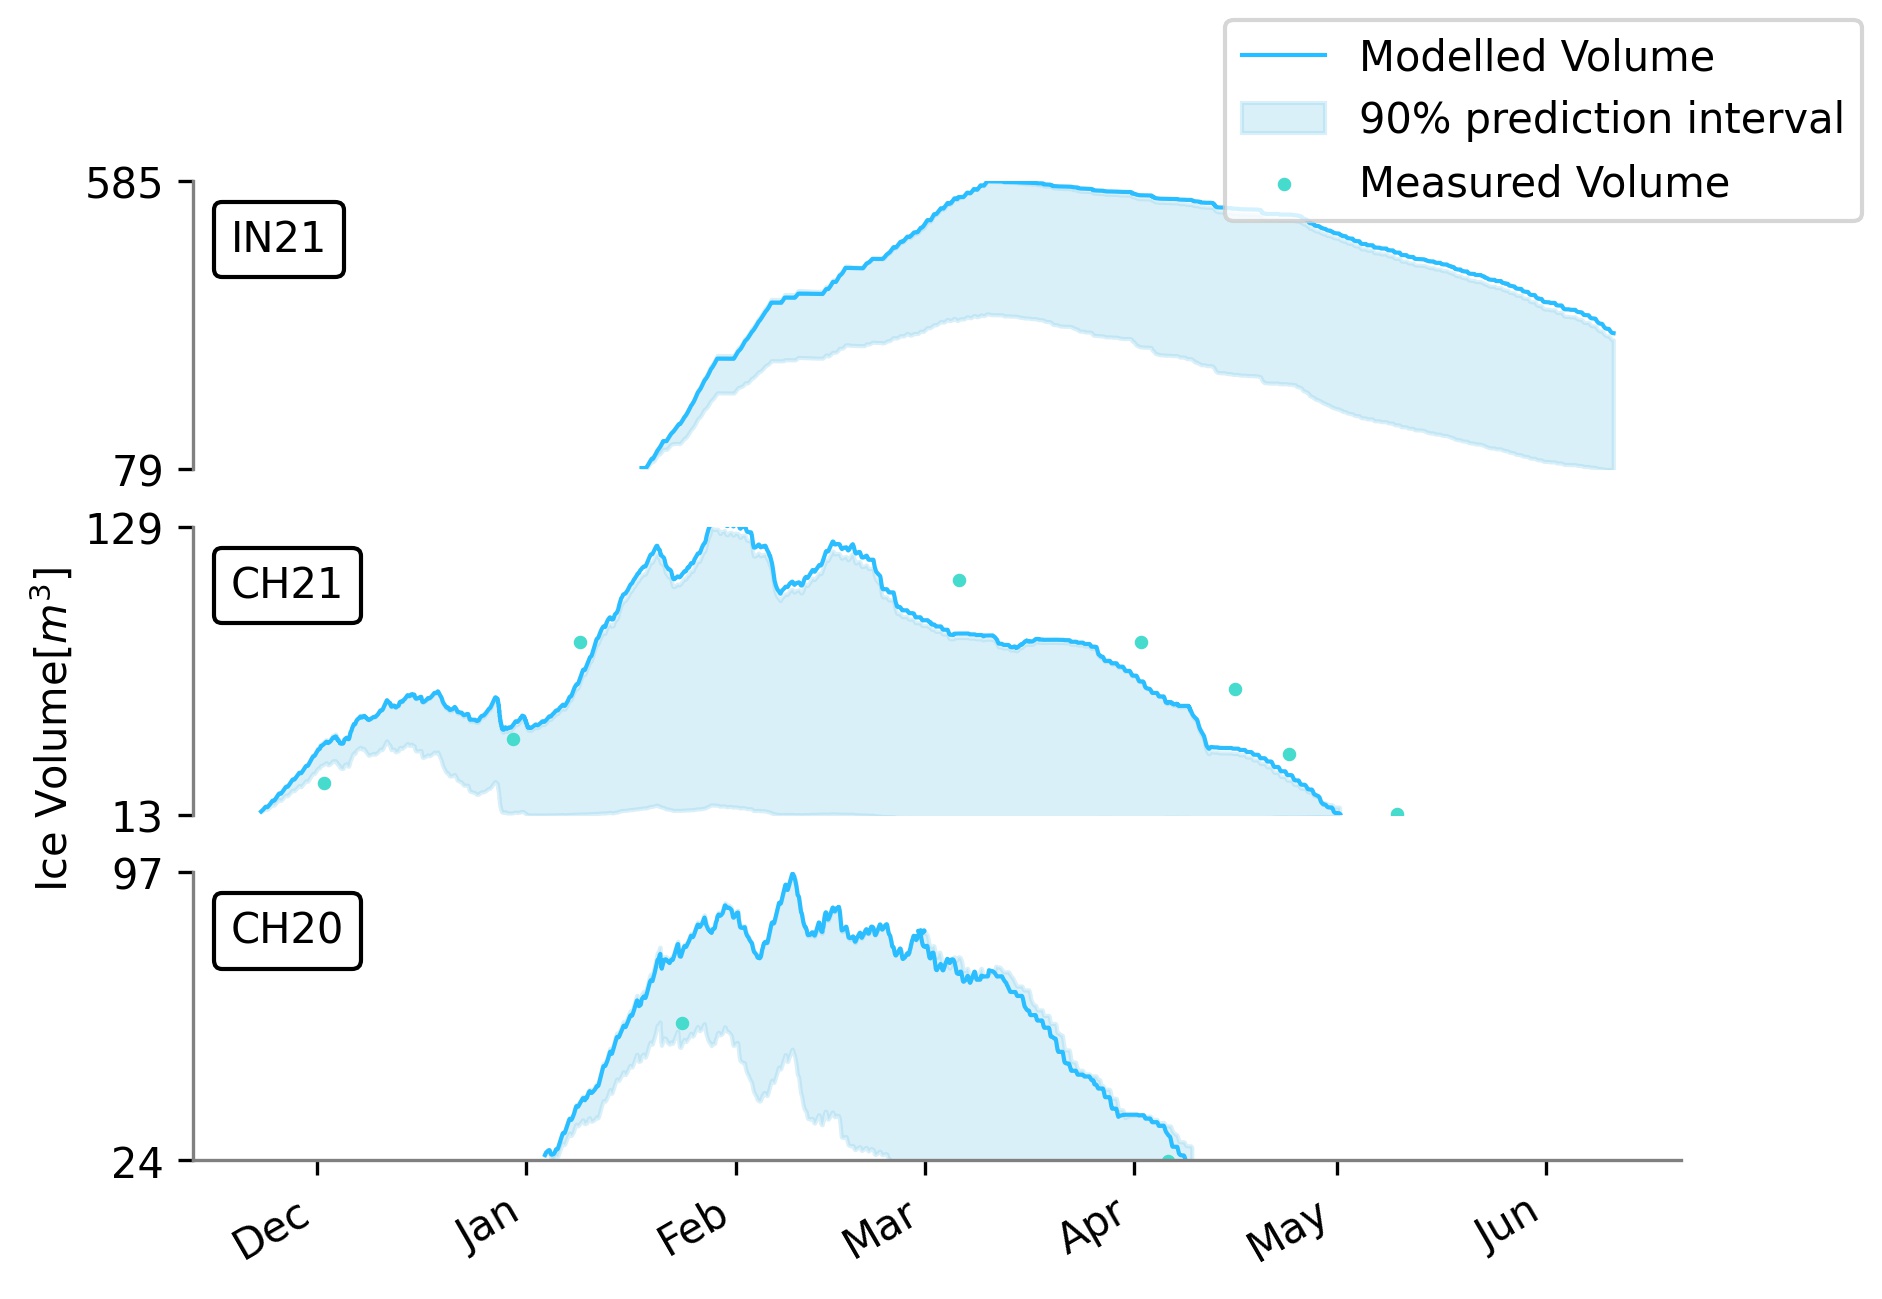 Modelled Volume
90% prediction interval
Measured Volume
585
IN21
79
129
CH21
13
97
CH20
24
Ice Volume[m³]
Dec
Jan
Feb
Mar
Apr
May
Jun